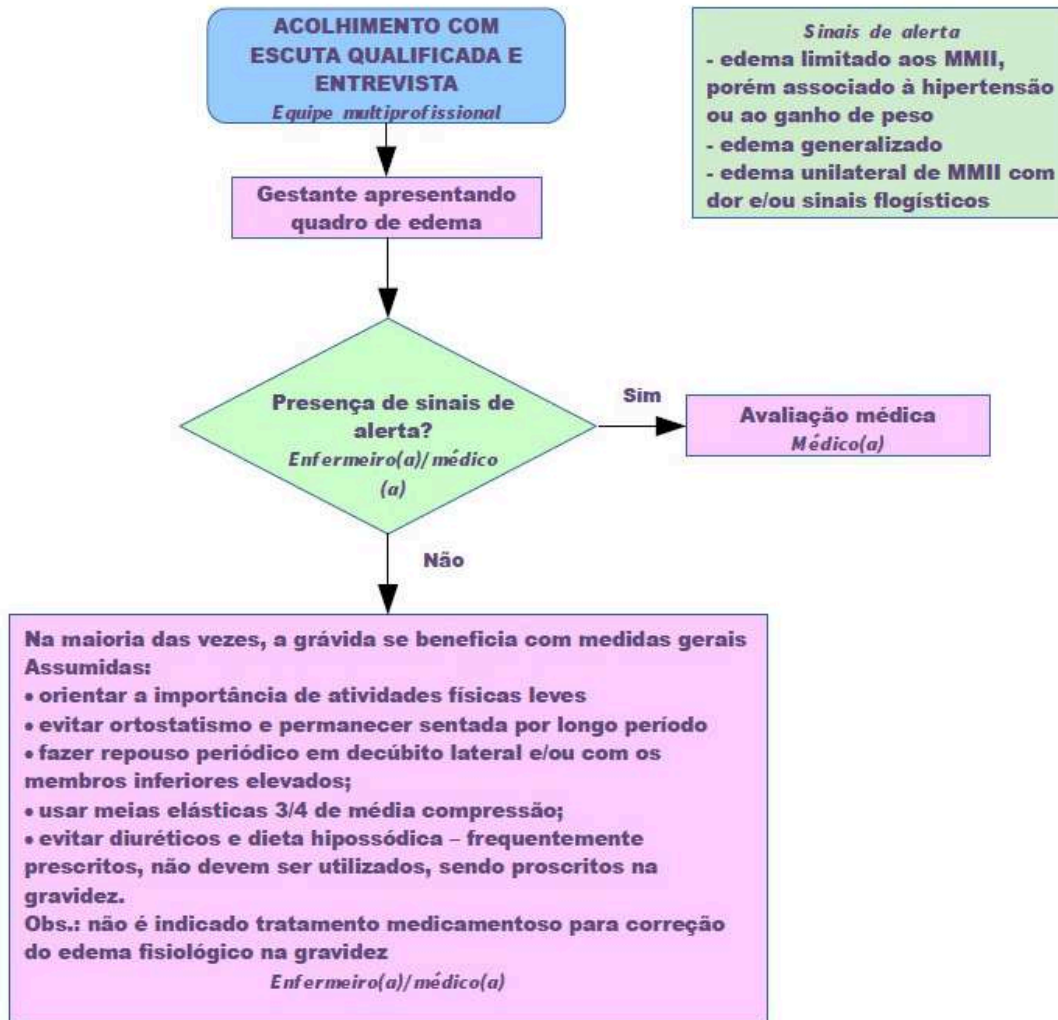 ACOLHIMENTO COM
ESCUTA QUALIFICADA E
ENTREVISTA
Equipe multiprofissional
Sinais de alerta
- edema limitado aos MMII,
porém associado à hipertensão
ou ao ganho de peso
- edema generalizado
- edema unilateral de MMII com
dor e/ou sinais flogísticos
Gestante apresentando
quadro de edema
Presença de sinais de
alerta?
Enfermeiro(a)/médico
(a)
Sim
Avaliação médica
Médico(a)
Não
Na maioria das vezes, a grávida se beneficia com medidas gerais
Assumidas:
• orientar a importância de atividades físicas leves
• evitar ortostatismo e permanecer sentada por longo período
• fazer repouso periódico em decúbito lateral e/ou com os
membros inferiores elevados;
• usar meias elásticas 3/4 de média compressão;
• evitar diuréticos e dieta hipossódica – frequentemente
prescritos, não devem ser utilizados, sendo proscritos na
gravidez.
Obs.: não é indicado tratamento medicamentoso para correção
do edema fisiológico na gravidez
Enfermeiro(a)/médico(a)